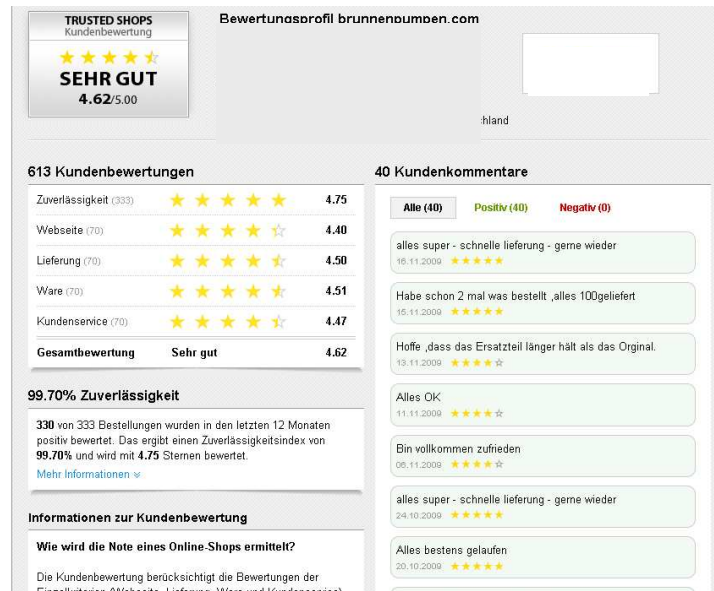 TRUSTED SHOPS
Kundenbewertung
SEHR GUT
4.62/5.00
Bewertungsprofil brunnenpumpen.com
chland
613 Kundenbewertungen
Zuverlässigkeit (333) 4.75
Webseite (70) 4.40
Lieferung (70) 4.50
Ware (70) 4.51
Kundenservice (70) 4.47
Gesamtbewertung Sehr gut 4.62
99.70% Zuverlässigkeit
330 von 333 Bestellungen wurden in den letzten 12 Monaten
positiv bewertet. Das ergibt einen Zuverlässigkeitsindex von
99.70% und wird mit 4.75 Sternen bewertet.
Mehr Informationen
Informationen zur Kundenbewertung
Wie wird die Note eines Online-Shops ermittelt?
Die Kundenbewertung berücksichtigt die Bewertungen der
Einzelkriterien (Webseite, Lieferung, Ware und Kundenservice)
40 Kundenkommentare
Alle (40) Positiv (40) Negativ (0)
alles super - schnelle lieferung - gerne wieder
16.11.2009
Habe schon 2 mal was bestellt ,alles 100geliefert
15.11.2009
Hoffe ,dass das Ersatzteil länger hält als das Orginal.
13.11.2009
Alles OK
11.11.2009
Bin vollkommen zufrieden
06.11.2009
alles super - schnelle lieferung - gerne wieder
24.10.2009
Alles bestens gelaufen
20.10.2009